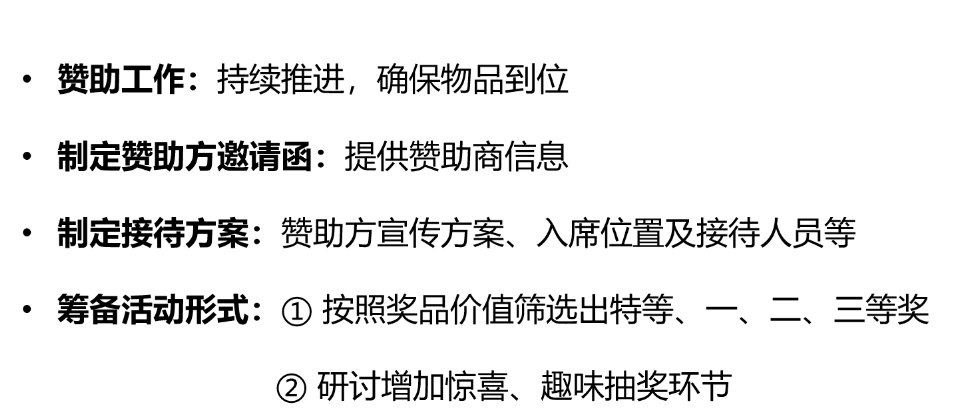 • 赞助工作：持续推进，确保物品到位
• 制定赞助方邀请函：提供赞助商信息
• 制定接待方案：赞助方宣传方案、入席位置及接待人员等
• 筹备活动形式：① 按照奖品价值筛选出特等、一、二、三等奖
② 研讨增加惊喜、趣味抽奖环节